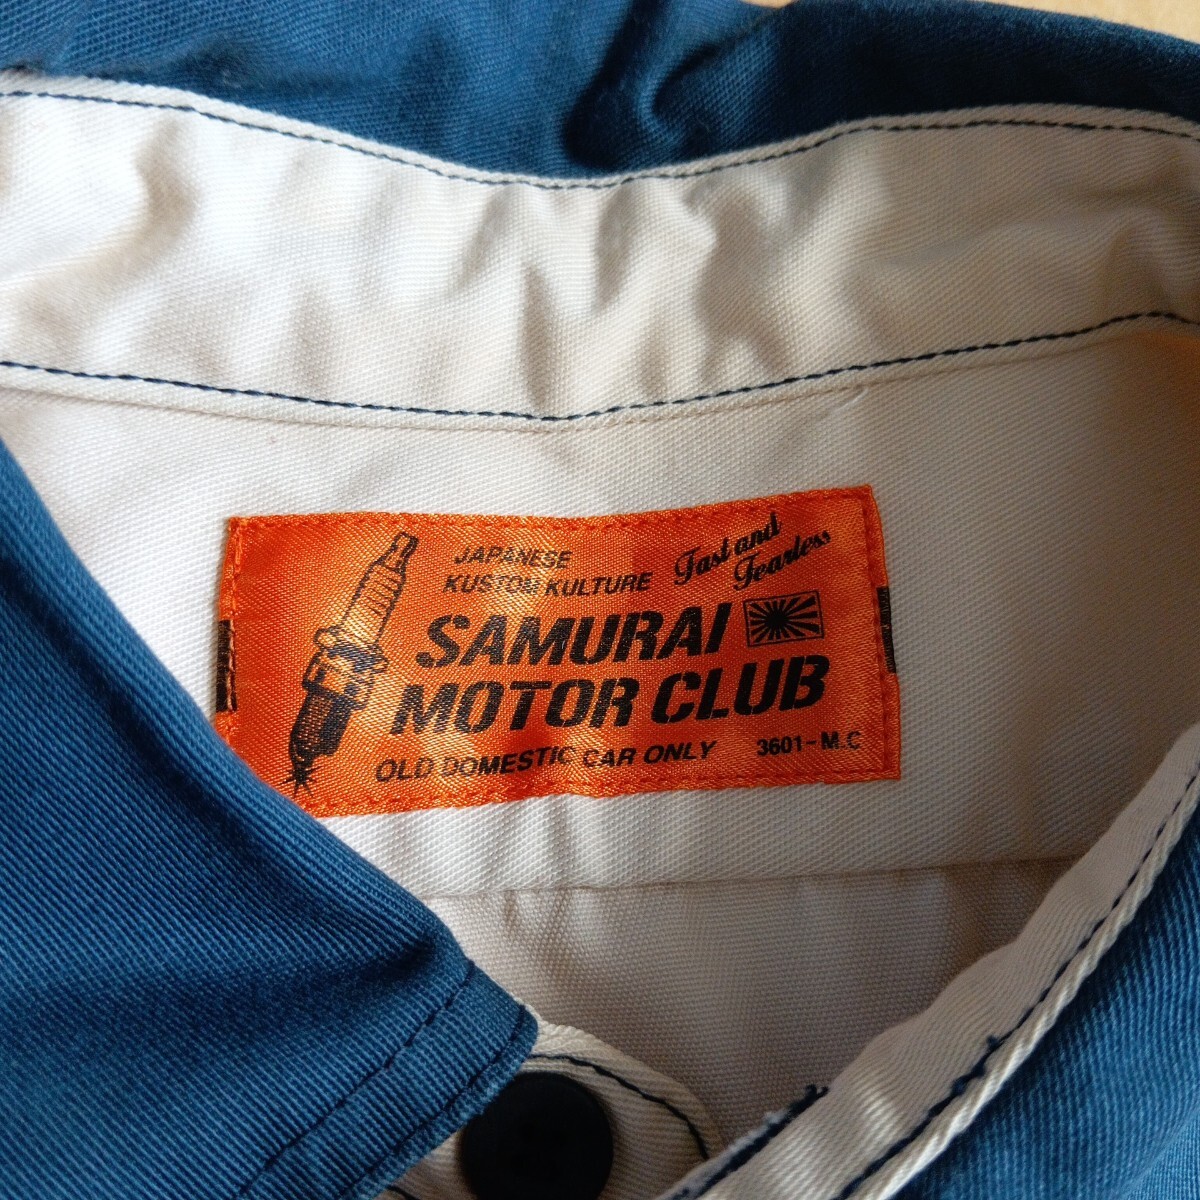 JAPANESE
KUSTOM KULTURE
Fast and
Fearless
SAMURAI
MOTOR CLUB
OLD DOMESTIC CAR ONLY
3601-M.C